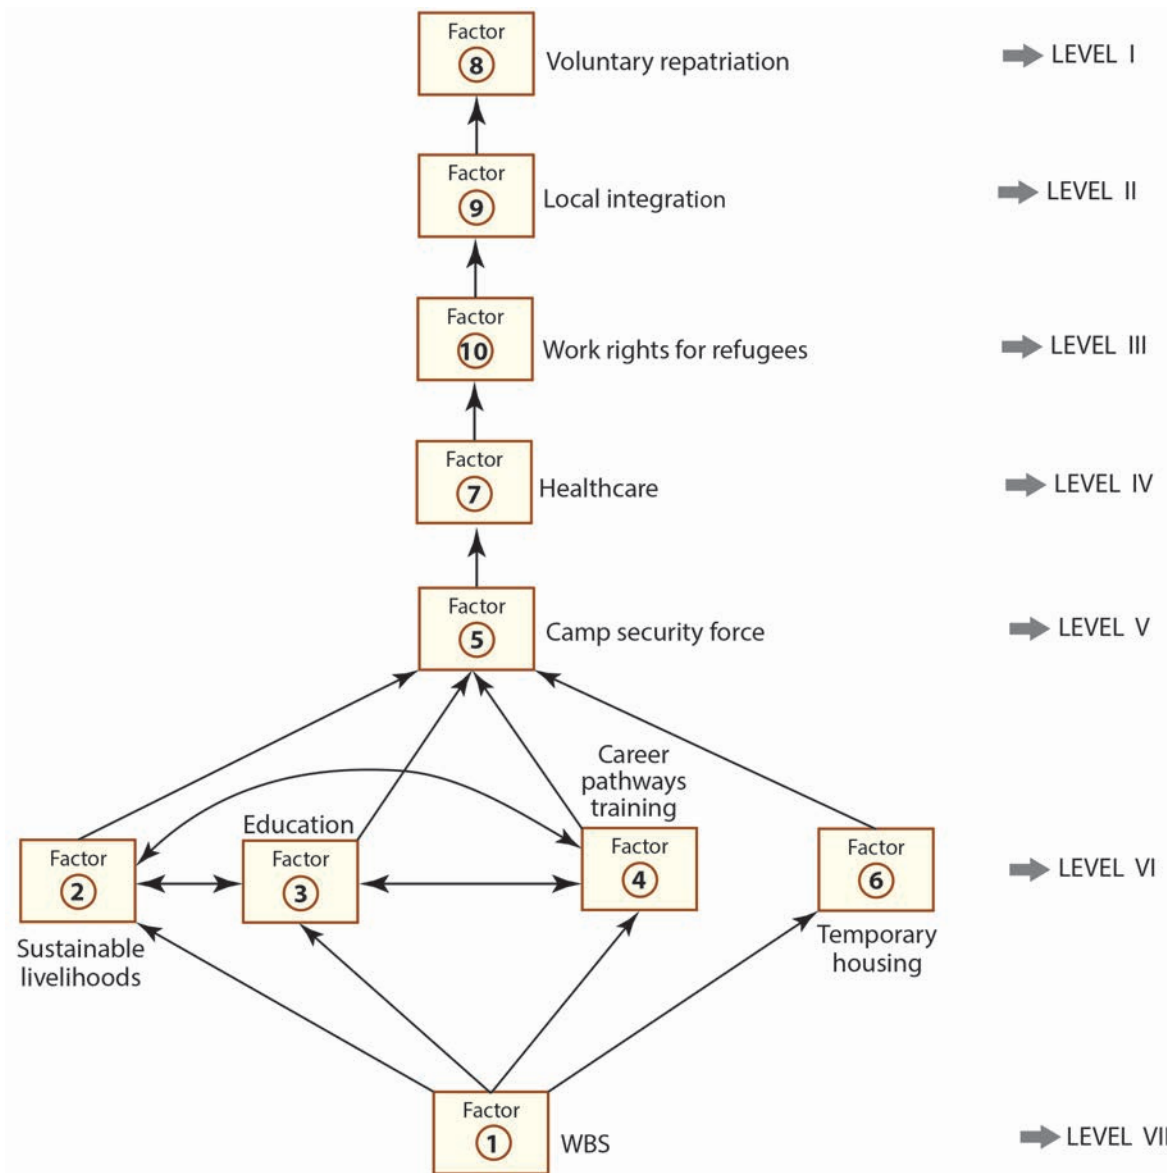 Factor
8
Voluntary repatriation
LEVEL I
Factor
9
Local integration
LEVEL II
Factor
10
Work rights for refugees
LEVEL III
Factor
7
Healthcare
LEVEL IV
Factor
5
Camp security force
LEVEL V
Factor
2
Sustainable
livelihoods
Education
Factor
3
Career
pathways
training
Factor
4
Factor
6
Temporary
housing
LEVEL VI
Factor
1
WBS
LEVEL VII